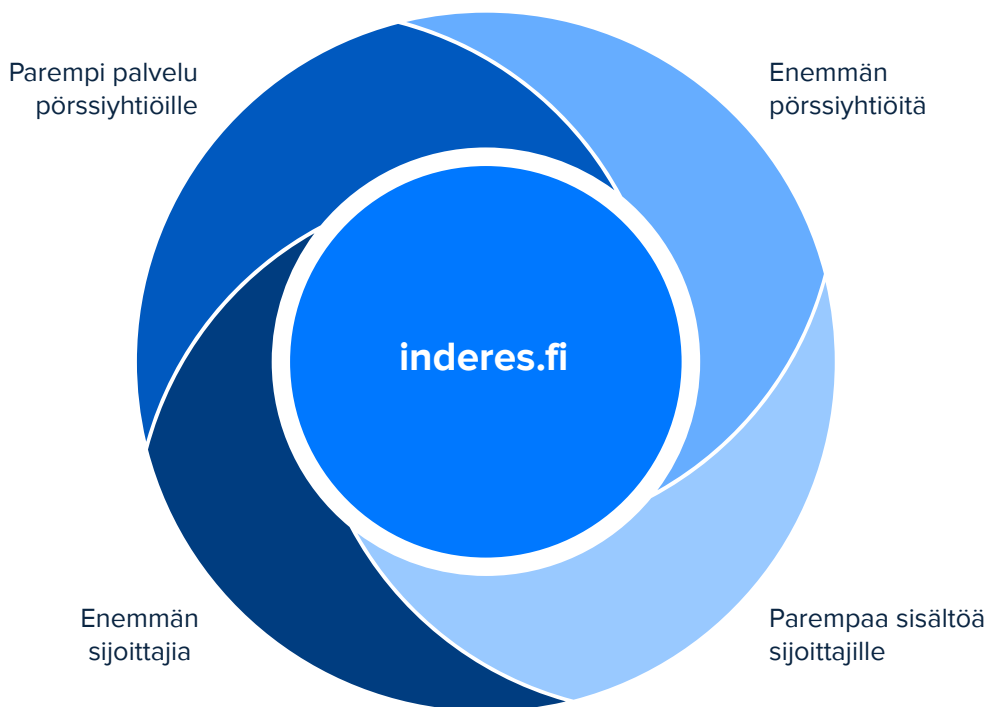 Parempi palvelu
pörssiyhtiöille
Enemmän
pörssiyhtiöitä
inderes.fi
Enemmän
sijoittajia
Parempaa sisältöä
sijoittajille